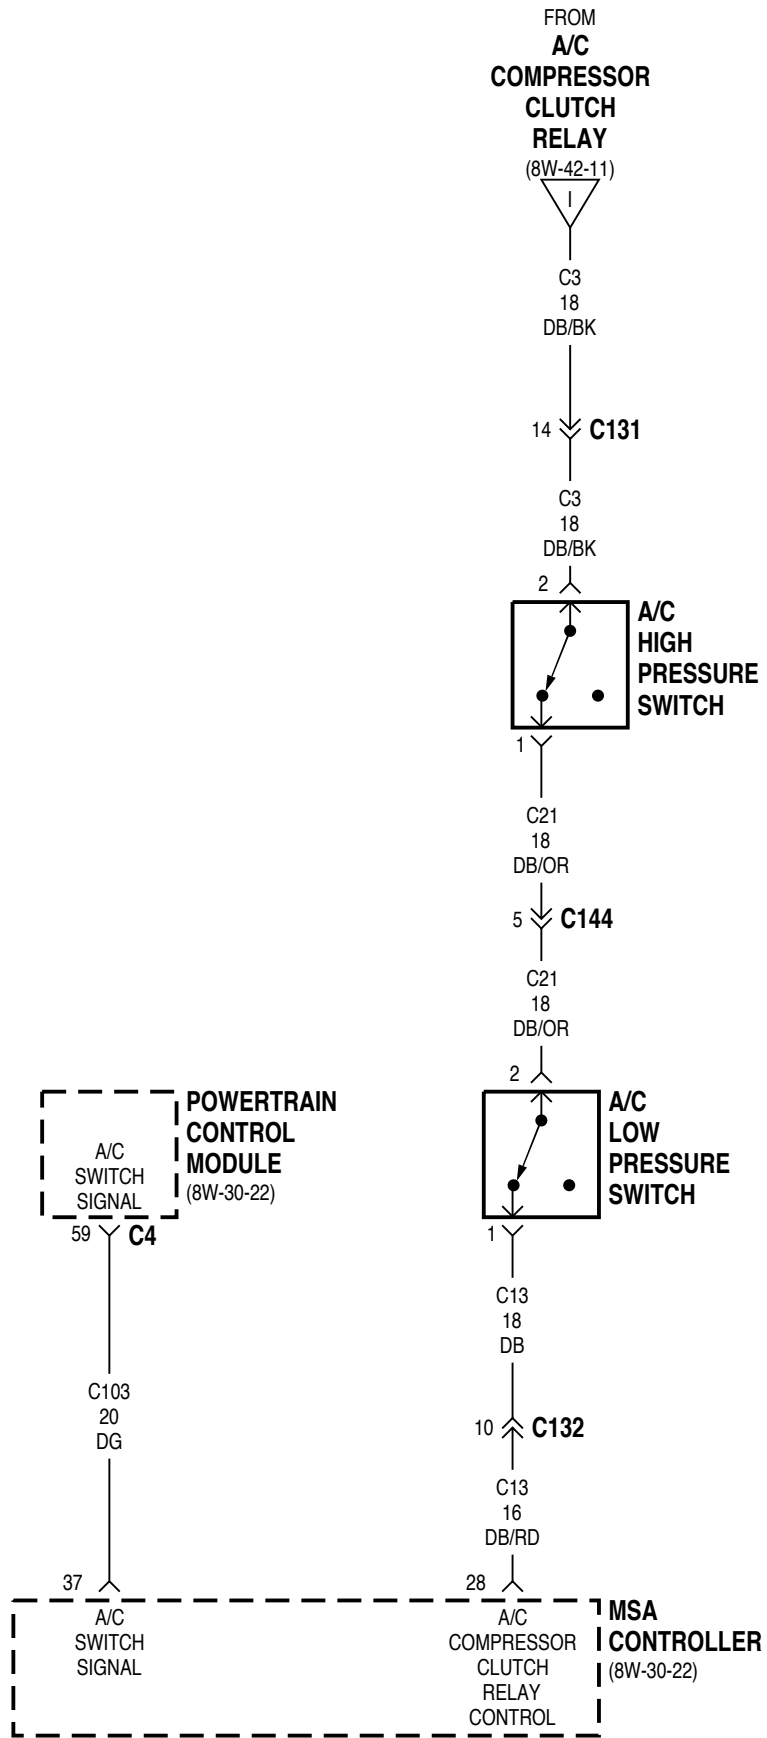 FROM
A/C
COMPRESSOR
CLUTCH
RELAY
(8W-42-11)
I
C3
18
DB/BK
14 C131
C3
18
DB/BK
2
A/C
HIGH
PRESSURE
SWITCH
1
C21
18
DB/OR
5 C144
C21
18
DB/OR
2
A/C
LOW
PRESSURE
SWITCH
1
C13
18
DB
10 C132
C13
16
DB/RD
28
POWERTRAIN
CONTROL
MODULE
(8W-30-22)
A/C
SWITCH
SIGNAL
59 C4
C103
20
DG
37
A/C
SWITCH
SIGNAL
A/C
COMPRESSOR
CLUTCH
RELAY
CONTROL
MSA
CONTROLLER
(8W-30-22)